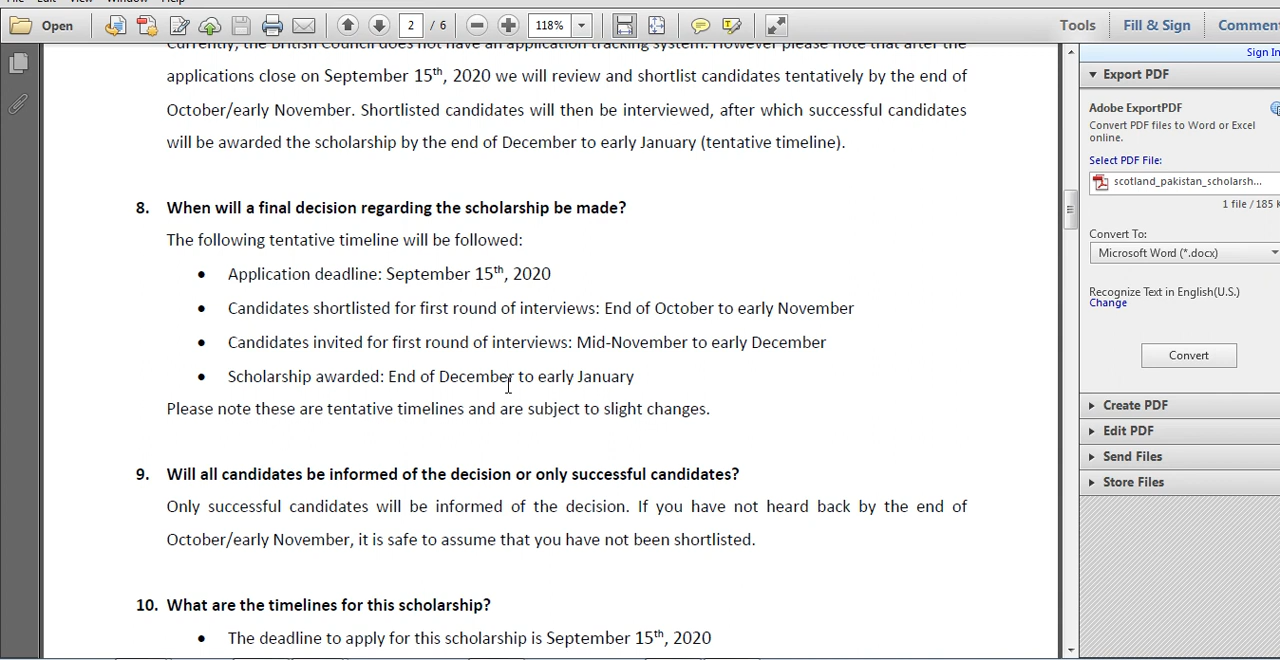 Open
2 / 6
118%
Tools
Fill & Sign
Commen
Currently, the British Council does not have an application tracking system. However please note that after the
applications close on September 15th, 2020 we will review and shortlist candidates tentatively by the end of
October/early November. Shortlisted candidates will then be interviewed, after which successful candidates
will be awarded the scholarship by the end of December to early January (tentative timeline).
8. When will a final decision regarding the scholarship be made?
The following tentative timeline will be followed:
• Application deadline: September 15th, 2020
• Candidates shortlisted for first round of interviews: End of October to early November
• Candidates invited for first round of interviews: Mid-November to early December
• Scholarship awarded: End of December to early January
Please note these are tentative timelines and are subject to slight changes.
9. Will all candidates be informed of the decision or only successful candidates?
Only successful candidates will be informed of the decision. If you have not heard back by the end of
October/early November, it is safe to assume that you have not been shortlisted.
10. What are the timelines for this scholarship?
• The deadline to apply for this scholarship is September 15th, 2020
Sign In
Export PDF
Adobe ExportPDF
Convert PDF files to Word or Excel
online.
Select PDF File:
scotland_pakistan_scholarsh...
1 file / 185 K
Convert To:
Microsoft Word (*.docx)
Recognize Text in English(U.S.)
Change
Convert
Create PDF
Edit PDF
Send Files
Store Files